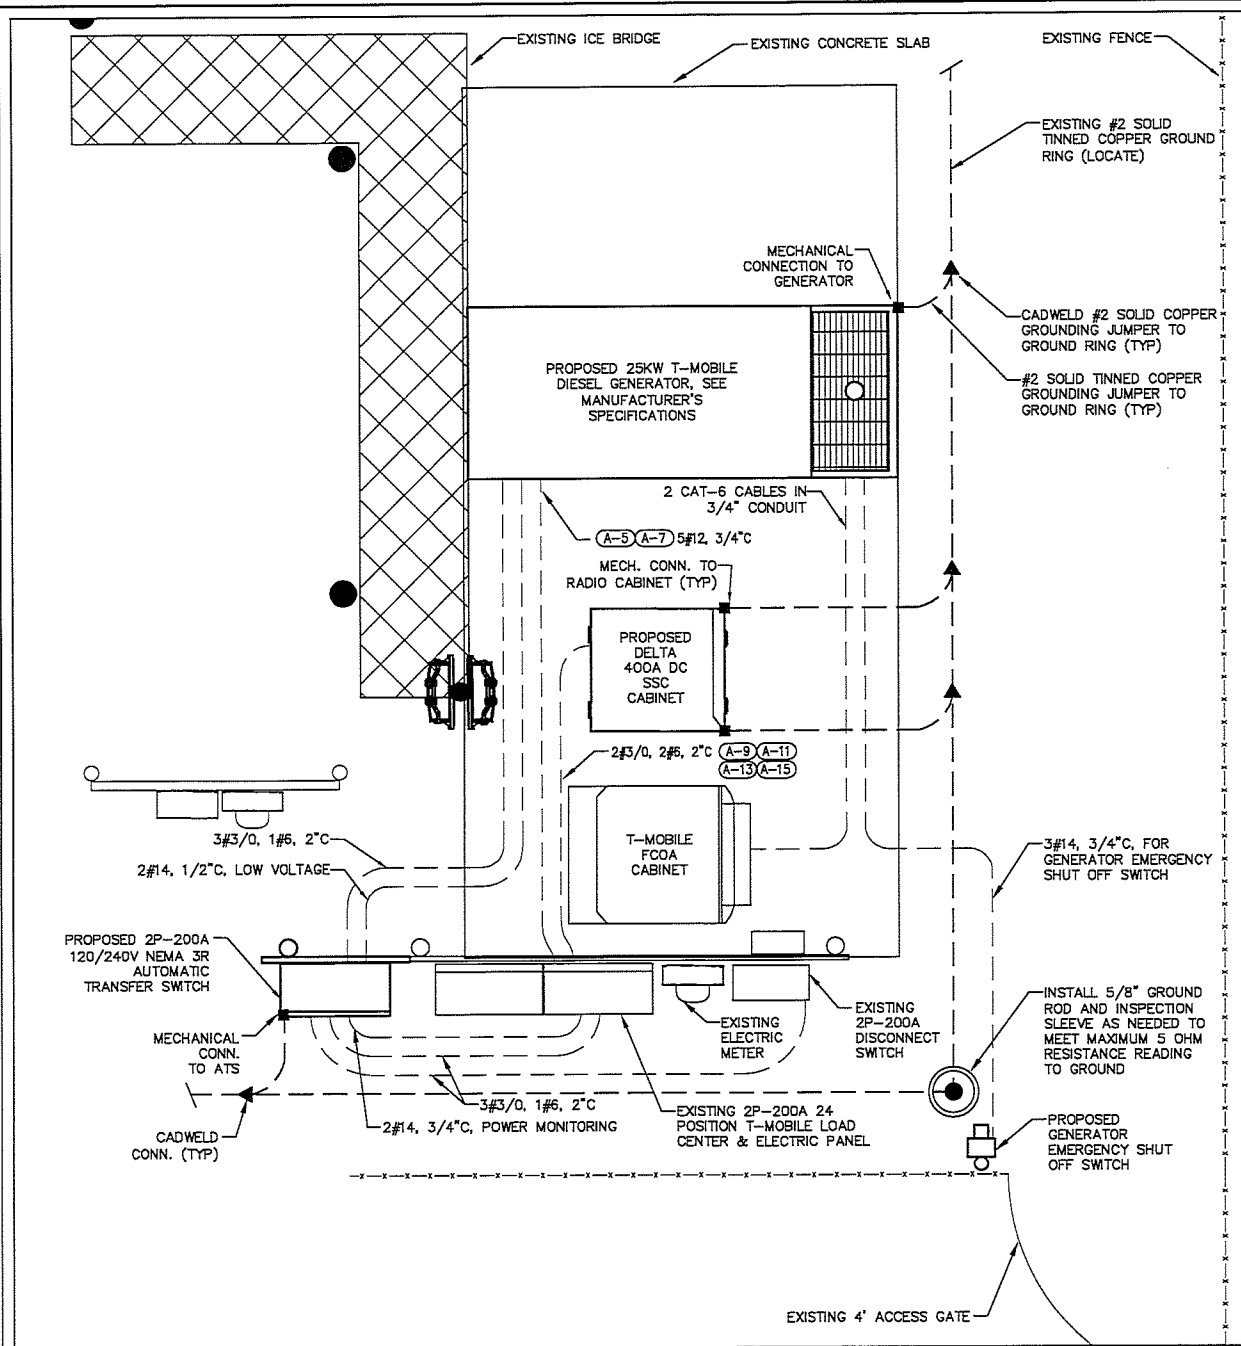 EXISTING ICE BRIDGE
EXISTING CONCRETE SLAB
EXISTING FENCE
EXISTING #2 SOLID
TINNED COPPER GROUND
RING (LOCATE)
MECHANICAL
CONNECTION TO
GENERATOR
CADWELD #2 SOLID COPPER
GROUNDING JUMPER TO
GROUND RING (TYP)
#2 SOLID TINNED COPPER
GROUNDING JUMPER TO
GROUND RING (TYP)
PROPOSED 25KW T-MOBILE
DIESEL GENERATOR, SEE
MANUFACTURER'S
SPECIFICATIONS
2 CAT-6 CABLES IN
3/4" CONDUIT
A-5 A-7 5#12, 3/4"C
MECH. CONN. TO
RADIO CABINET (TYP)
PROPOSED
DELTA
400A DC
SSC
CABINET
2#3/0, 2#6, 2"C A-9 A-11
A-13 A-15
T-MOBILE
FCOA
CABINET
3#3/0, 1#6, 2"C
2#14, 1/2"C, LOW VOLTAGE
3#14, 3/4"C, FOR
GENERATOR EMERGENCY
SHUT OFF SWITCH
PROPOSED 2P-200A
120/240V NEMA 3R
AUTOMATIC
TRANSFER SWITCH
MECHANICAL
CONN.
TO ATS
EXISTING
ELECTRIC
METER
EXISTING
2P-200A
DISCONNECT
SWITCH
INSTALL 5/8" GROUND
ROD AND INSPECTION
SLEEVE AS NEEDED TO
MEET MAXIMUM 5 OHM
RESISTANCE READING
TO GROUND
3#3/0, 1#6, 2"C
2#14, 3/4"C, POWER MONITORING
EXISTING 2P-200A 24
POSITION T-MOBILE LOAD
CENTER & ELECTRIC PANEL
CADWELD
CONN. (TYP)
PROPOSED
GENERATOR
EMERGENCY SHUT
OFF SWITCH
EXISTING 4' ACCESS GATE